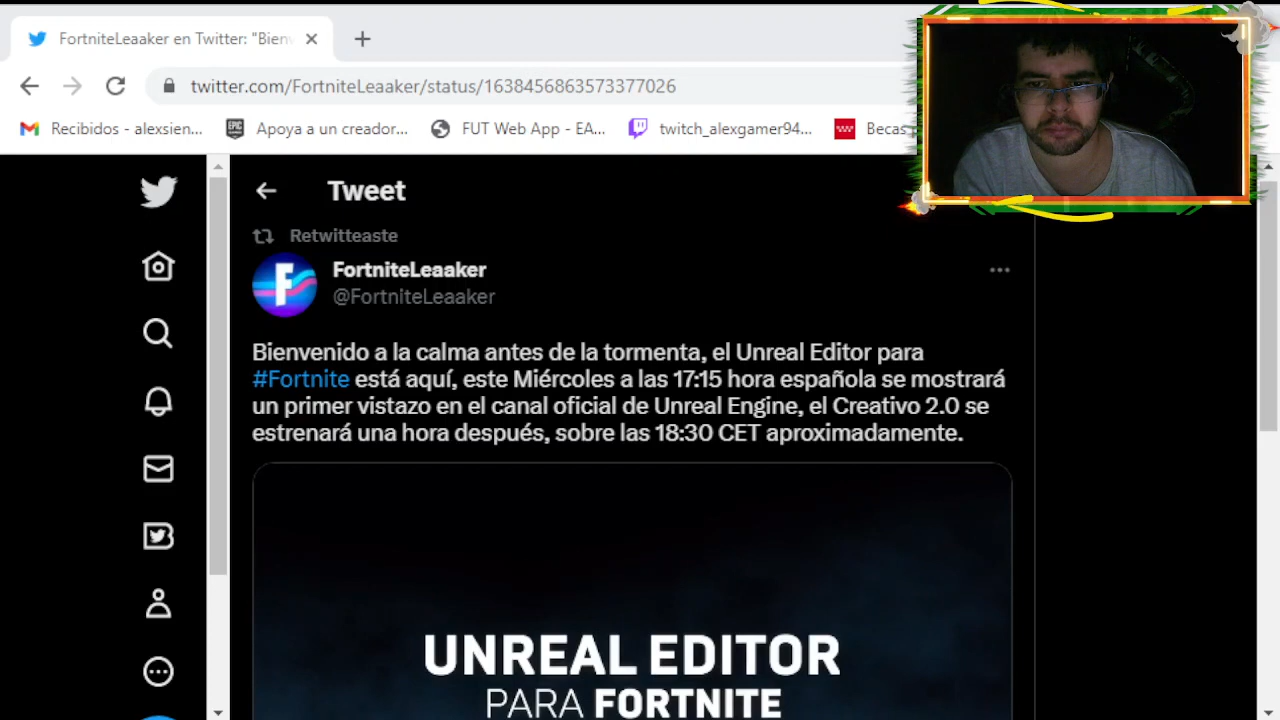 FortniteLeaaker en Twitter: "Bienv
twitter.com/FortniteLeaaker/status/1638456863573377026
Recibidos - alexsien... Apoya a un creador... FUT Web App - EA... twitch_alexgamer94... Becas
Tweet
Retwitteaste
FortniteLeaaker
@FortniteLeaaker
Bienvenido a la calma antes de la tormenta, el Unreal Editor para
#Fortnite está aquí, este Miércoles a las 17:15 hora española se mostrará
un primer vistazo en el canal oficial de Unreal Engine, el Creativo 2.0 se
estrenará una hora después, sobre las 18:30 CET aproximadamente.
UNREAL EDITOR
PARA FORTNITE